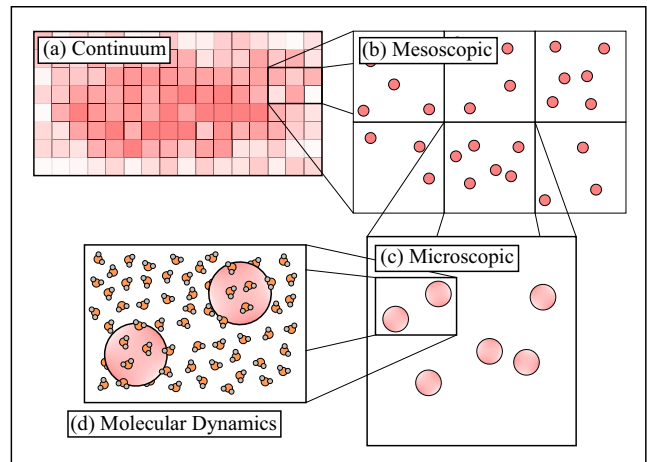 (a) Continuum
(b) Mesoscopic
(c) Microscopic
(d) Molecular Dynamics